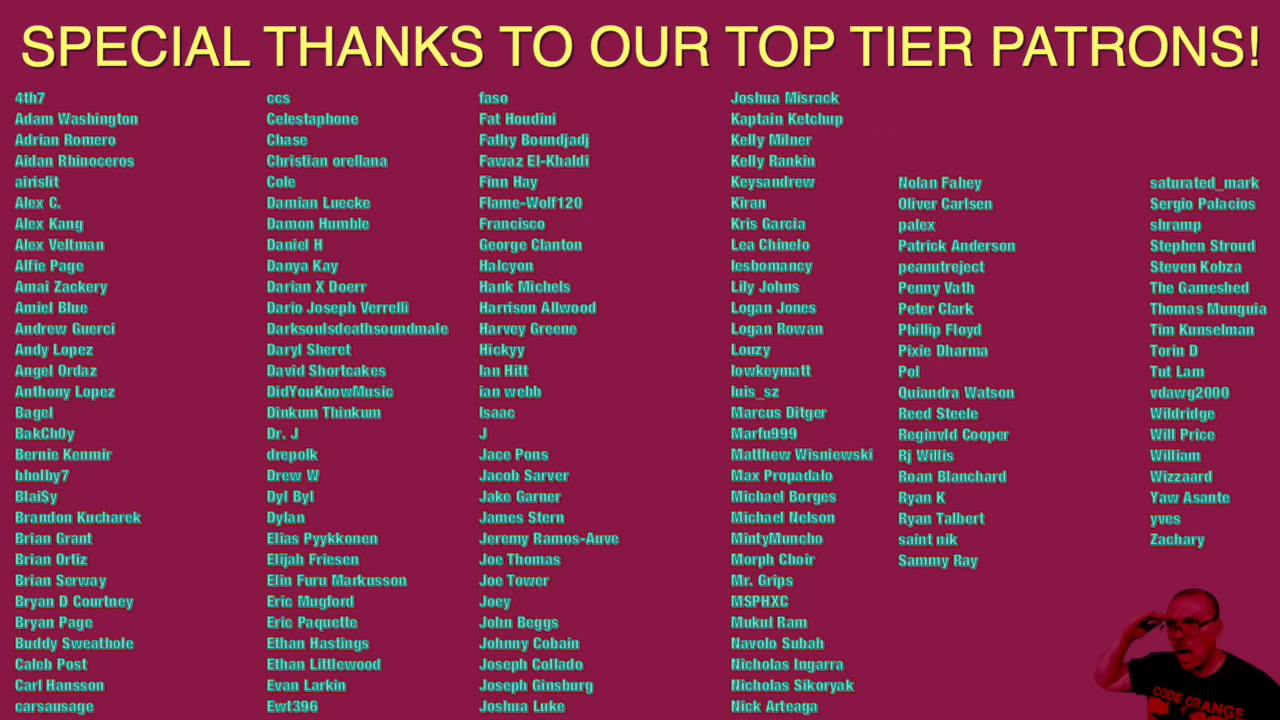 SPECIAL THANKS TO OUR TOP TIER PATRONS!
4th7
Adam Washington
Adrian Romero
Aidan Rhinoceros
airislit
Alex C.
Alex Kang
Alex Veltman
Alfie Page
Amai Zackery
Amiel Blue
Andrew Guerci
Andy Lopez
Angel Ordaz
Anthony Lopez
Bagel
BakCh0y
Bernie Kenmir
bholby7
Blai$y
Brandon Kucharek
Brian Grant
Brian Ortiz
Brian Serway
Bryan D Courtney
Bryan Page
Buddy Sweathole
Caleb Post
Carl Hansson
carsausage
ccs
Celestaphone
Chase
Christian orellana
Cole
Damian Luecke
Damon Humble
Daniel H
Danya Kay
Darian X Doerr
Dario Joseph Verrelli
Darksoulsdeathsoundmale
Daryl Sheret
David Shortcakes
DidYouKnowMusic
Dinkum Thinkum
Dr. J
drepolk
Drew W
Dyl Byl
Dylan
Elias Pyykkonen
Elijah Friesen
Elin Furu Markusson
Eric Mugford
Eric Paquette
Ethan Hastings
Ethan Littlewood
Evan Larkin
Ewt396
faso
Fat Houdini
Fathy Boundjadj
Fawaz El-Khaldi
Finn Hay
Flame-Wolf120
Francisco
George Clanton
Halcyon
Hank Michels
Harrison Allwood
Harvey Greene
Hickyy
Ian Hitt
ian webb
Isaac
J
Jace Pons
Jacob Sarver
Jake Garner
James Stern
Jeremy Ramos-Auve
Joe Thomas
Joe Tower
Joey
John Beggs
Johnny Cobain
Joseph Collado
Joseph Ginsburg
Joshua Luke
Joshua Misrack
Kaptain Ketchup
Kelly Milner
Kelly Rankin
Keysandrew
Kiran
Kris Garcia
Lea Chinelo
lesbomancy
Lily Johns
Logan Jones
Logan Rowan
Louzy
lowkeymatt
luis_sz
Marcus Ditger
Marfu999
Matthew Wisniewski
Max Propadalo
Michael Borges
Michael Nelson
MintyMuncho
Morph Choir
Mr. Grips
MSPHXC
Mukul Ram
Navolo Subah
Nicholas Ingarra
Nicholas Sikoryak
Nick Arteaga
Nolan Fahey
Oliver Carlsen
palex
Patrick Anderson
peanutreject
Penny Vath
Peter Clark
Phillip Floyd
Pixie Dharma
Pol
Quiandra Watson
Reed Steele
Reginvld Cooper
Rj Willis
Roan Blanchard
Ryan K
Ryan Talbert
saint nik
Sammy Ray
saturated_mark
Sergio Palacios
shramp
Stephen Stroud
Steven Kobza
The Gameshed
Thomas Munguia
Tim Kunselman
Torin D
Tut Lam
vdawg2000
Wildridge
Will Price
William
Wizzaard
Yaw Asante
yves
Zachary
CODE ORANGE